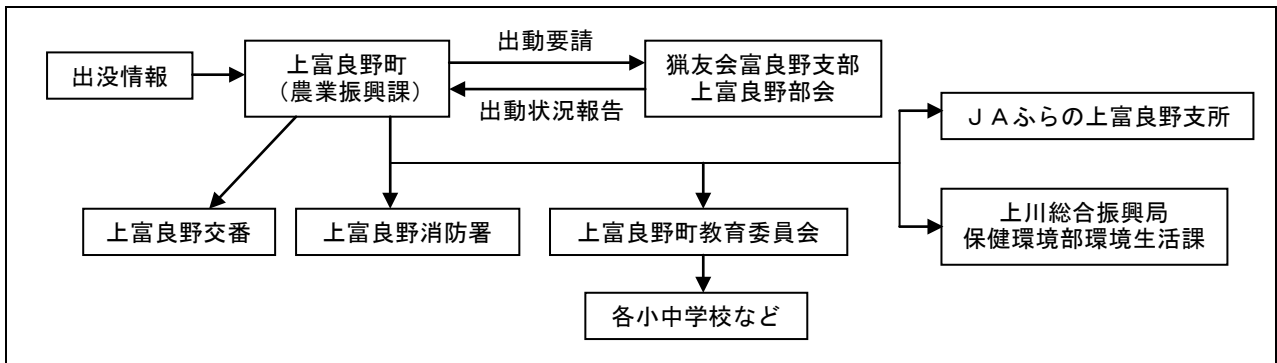 出没情報
上富良野町
（農業振興課）
出動要請
出動状況報告
猟友会富良野支部
上富良野部会
ＪＡふらの上富良野支所
上川総合振興局
保健環境部環境生活課
上富良野交番
上富良野消防署
上富良野町教育委員会
各小中学校など